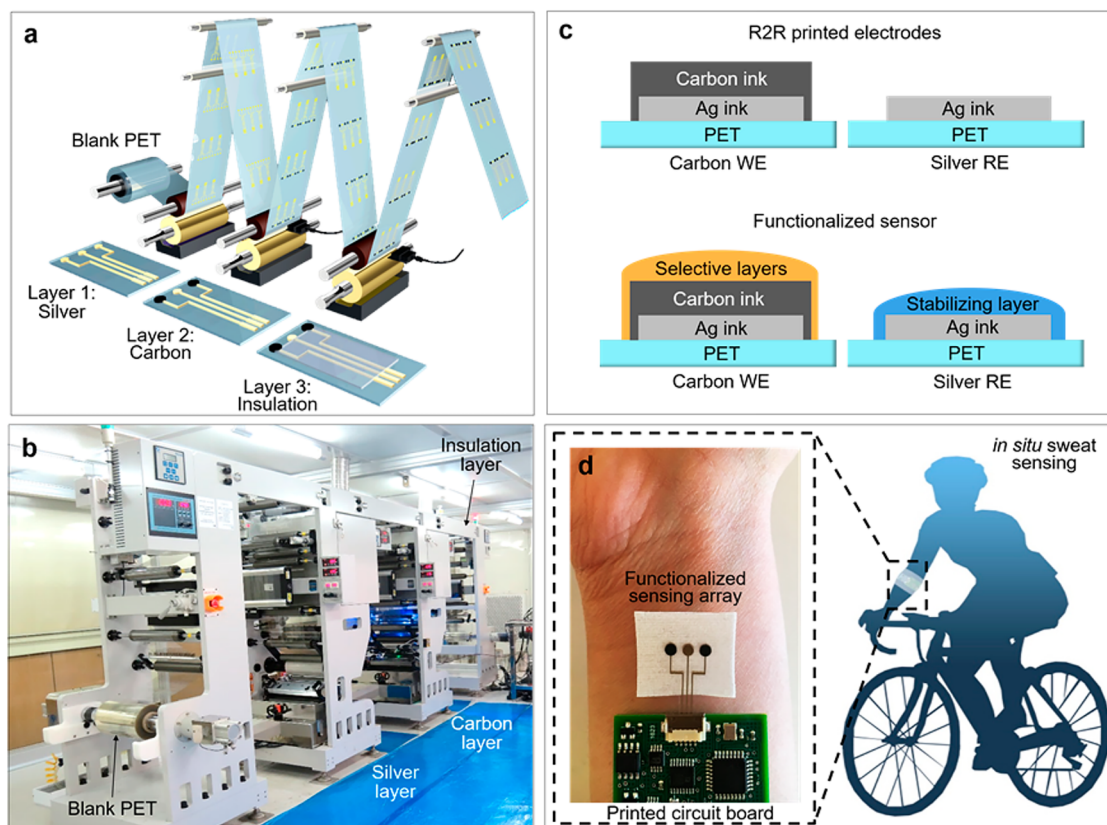 a
Blank PET
Layer 1:
Silver
Layer 2:
Carbon
Layer 3:
Insulation
b
Insulation
layer
Carbon
layer
Silver
layer
Blank PET
c
R2R printed electrodes
Carbon ink
Ag ink
PET
Carbon WE
Ag ink
PET
Silver RE
Functionalized sensor
Selective layers
Carbon ink
Ag ink
PET
Carbon WE
Stabilizing layer
Ag ink
PET
Silver RE
d
Functionalized
sensing array
Printed circuit board
in situ sweat
sensing